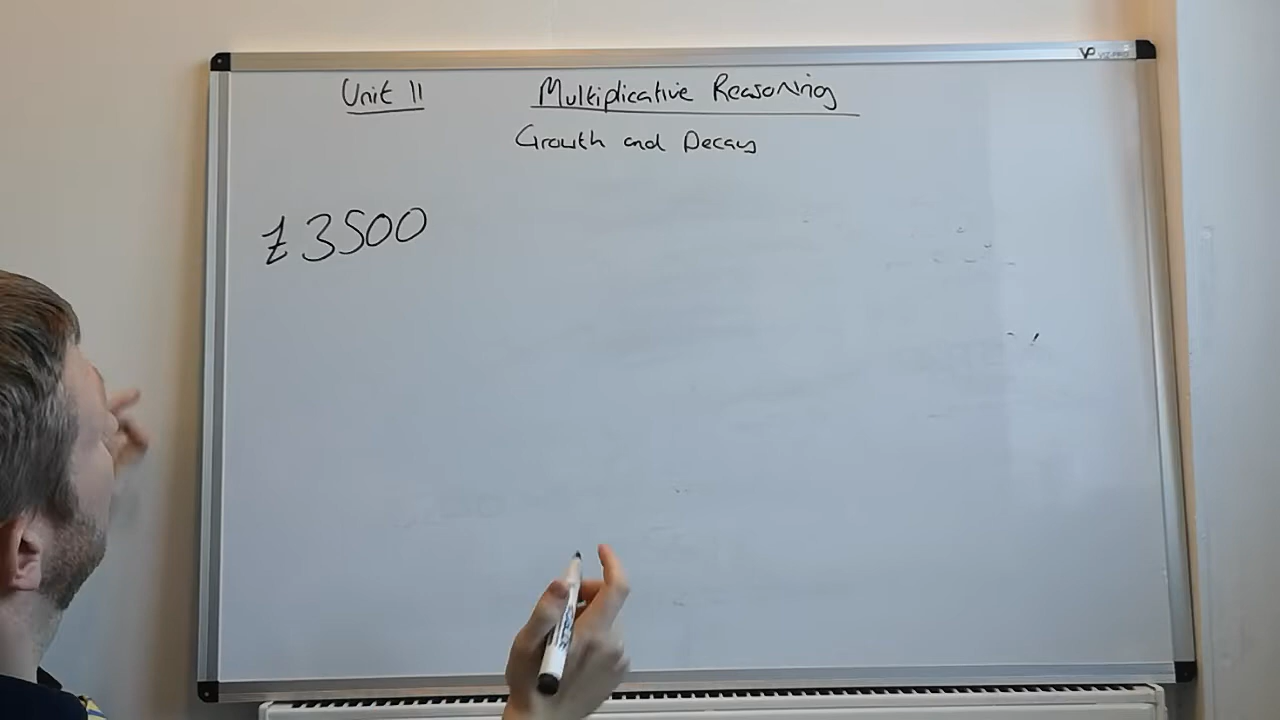 Unit 11 Multiplicative Reasoning
Growth and Decay
£3500